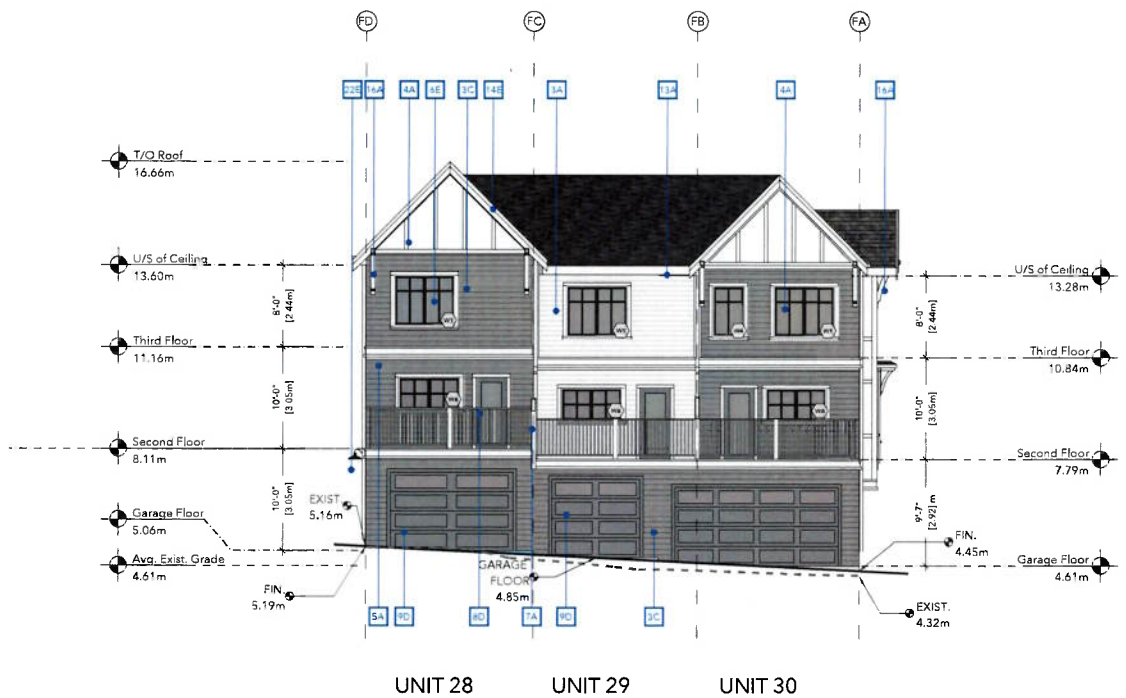 FD FC FB FA
22E 16A 4A 6E 3C 14E 3A 13A 4A 16A
T/O Roof
16.66m
U/S of Ceiling
13.60m
U/S of Ceiling
13.28m
8'-0"
[2.44m]
8'-0"
[2.44m]
Third Floor
11.16m
Third Floor
10.84m
10'-0"
[3.05m]
10'-0"
[3.05m]
Second Floor
8.11m
Second Floor
7.79m
10'-0"
[3.05m]
9'-7"
[2.92] m
EXIST.
5.16m
Garage Floor
5.06m
FIN.
4.45m
Avg. Exist. Grade
4.61m
GARAGE
FLOOR
4.85m
Garage Floor
4.61m
FIN.
5.19m
EXIST.
4.32m
5A 9D 8D 7A 9D 3C
UNIT 28 UNIT 29 UNIT 30